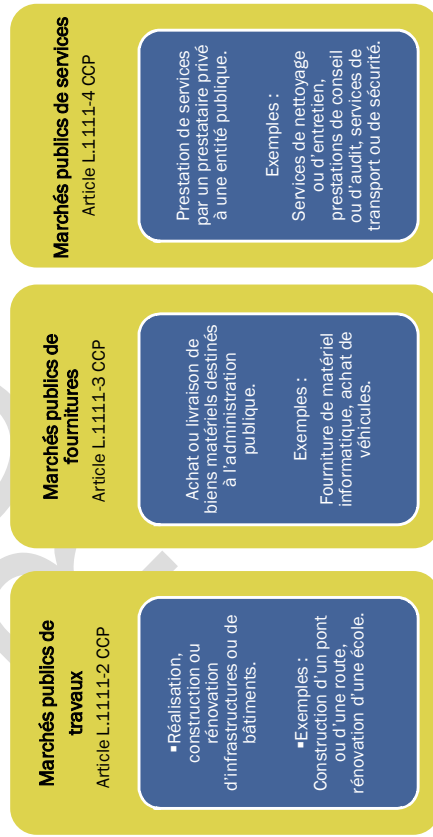 Marchés publics de
travaux
Article L.1111-2 CCP
▪Réalisation,
construction ou
rénovation
d'infrastructures ou de
bâtiments.
▪Exemples :
Construction d'un pont
ou d'une route,
rénovation d'une école.
Marchés publics de
fournitures
Article L.1111-3 CCP
Achat ou livraison de
biens matériels destinés
à l'administration
publique.
Exemples :
Fourniture de matériel
informatique, achat de
véhicules.
Marchés publics de services
Article L.1111-4 CCP
Prestation de services
par un prestataire privé
à une entité publique.
Exemples :
Services de nettoyage
ou d'entretien,
prestations de conseil
ou d'audit, services de
transport ou de sécurité.